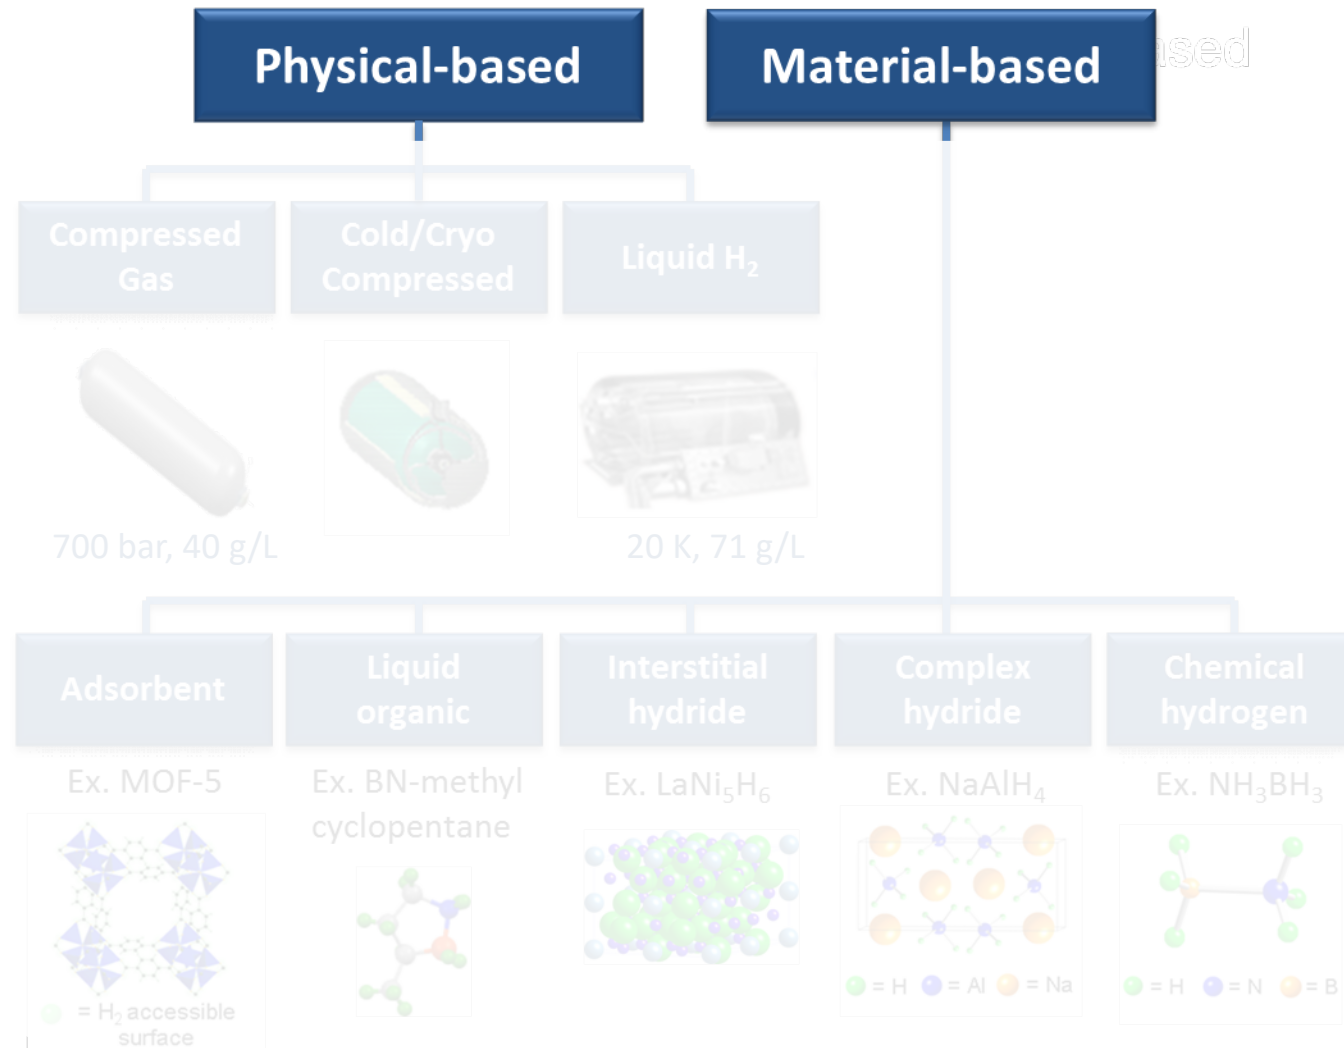 Physical-based
Material-based
ased
Compressed
Gas
Cold/Cryo
Compressed
Liquid H₂
700 bar, 40 g/L
20 K, 71 g/L
Adsorbent
Liquid
organic
Interstitial
hydride
Complex
hydride
Chemical
hydrogen
Ex. MOF-5
Ex. BN-methyl
cyclopentane
Ex. LaNi₅H₆
Ex. NaAlH₄
Ex. NH₃BH₃
= H₂ accessible
surface
= H
= Al
= Na
= H
= N
= B